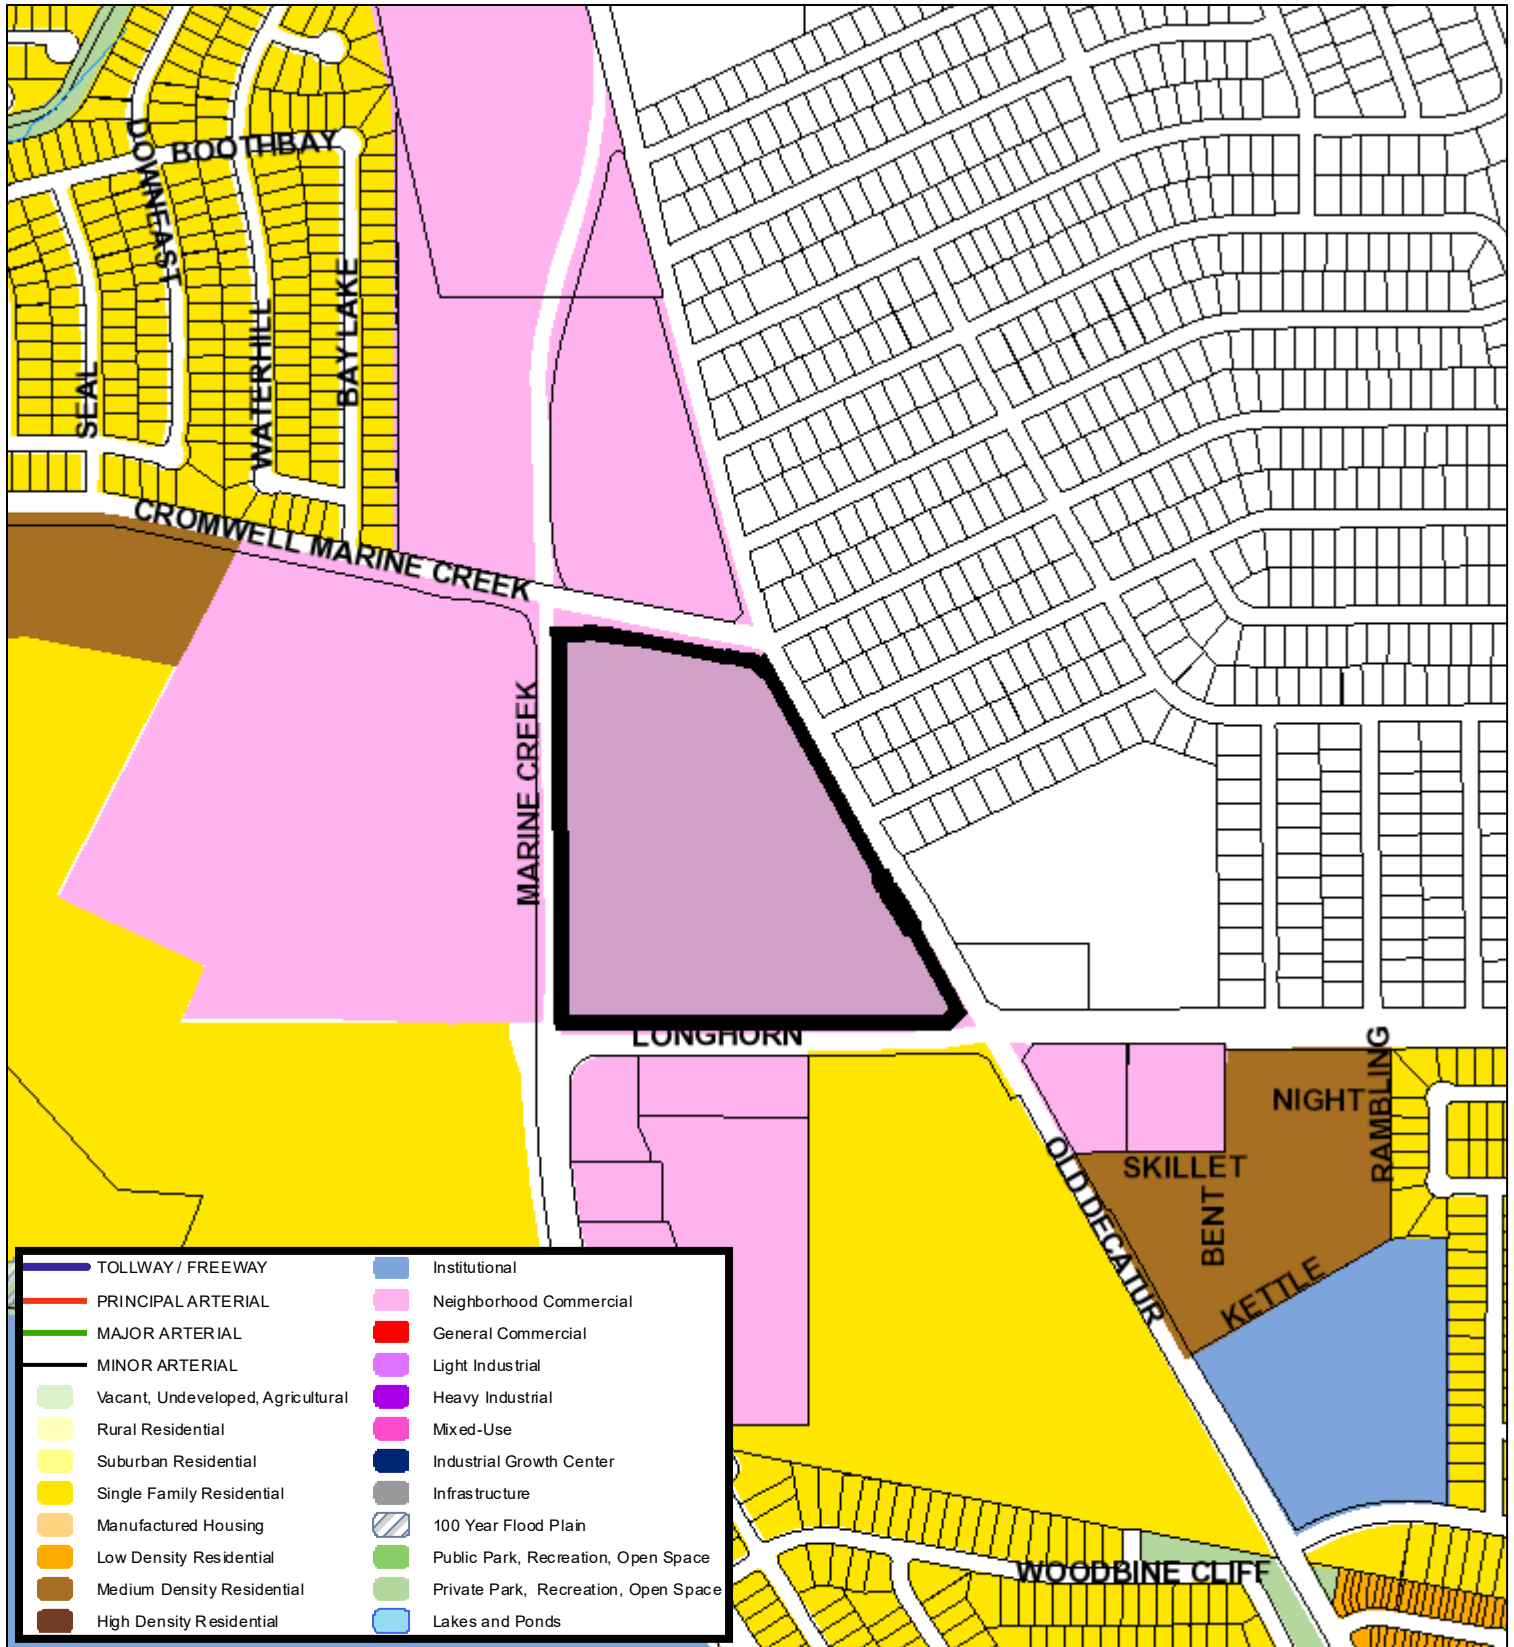 BOOTHBAY
DOWNEAST
BAY LAKE
WATERHILL
SEAL
CROMWELL MARINE CREEK
MARINE CREEK
LONGHORN
RAMBLING
NIGHT
SKILLET
BENT
OLD DECATUR
KETTLE
WOODBINE CLIFF
TOLLWAY / FREEWAY
PRINCIPAL ARTERIAL
MAJOR ARTERIAL
MINOR ARTERIAL
Vacant, Undeveloped, Agricultural
Rural Residential
Suburban Residential
Single Family Residential
Manufactured Housing
Low Density Residential
Medium Density Residential
High Density Residential
Institutional
Neighborhood Commercial
General Commercial
Light Industrial
Heavy Industrial
Mixed-Use
Industrial Growth Center
Infrastructure
100 Year Flood Plain
Public Park, Recreation, Open Space
Private Park, Recreation, Open Space
Lakes and Ponds